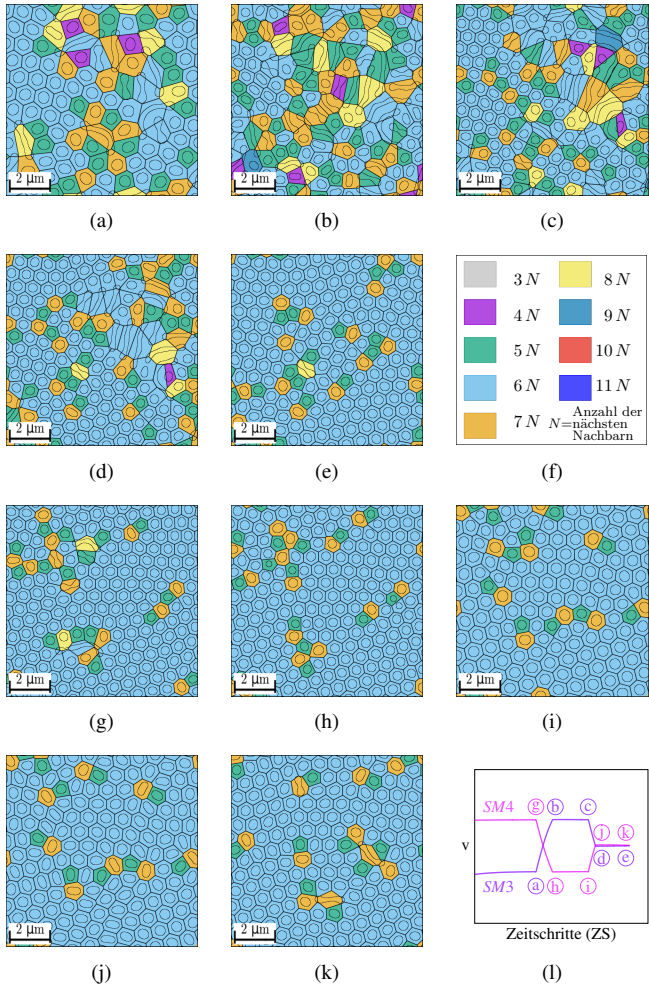 2 µm
2 µm
2 µm
(a)
(b)
(c)
3 N
8 N
4 N
9 N
5 N
10 N
6 N
11 N
7 N
N=
Anzahl der
nächsten
Nachbarn
2 µm
2 µm
(d)
(e)
(f)
2 µm
2 µm
2 µm
(g)
(h)
(i)
SM4
g
b
c
j
k
v
d
e
SM3
a
h
i
2 µm
2 µm
Zeitschritte (ZS)
(j)
(k)
(l)